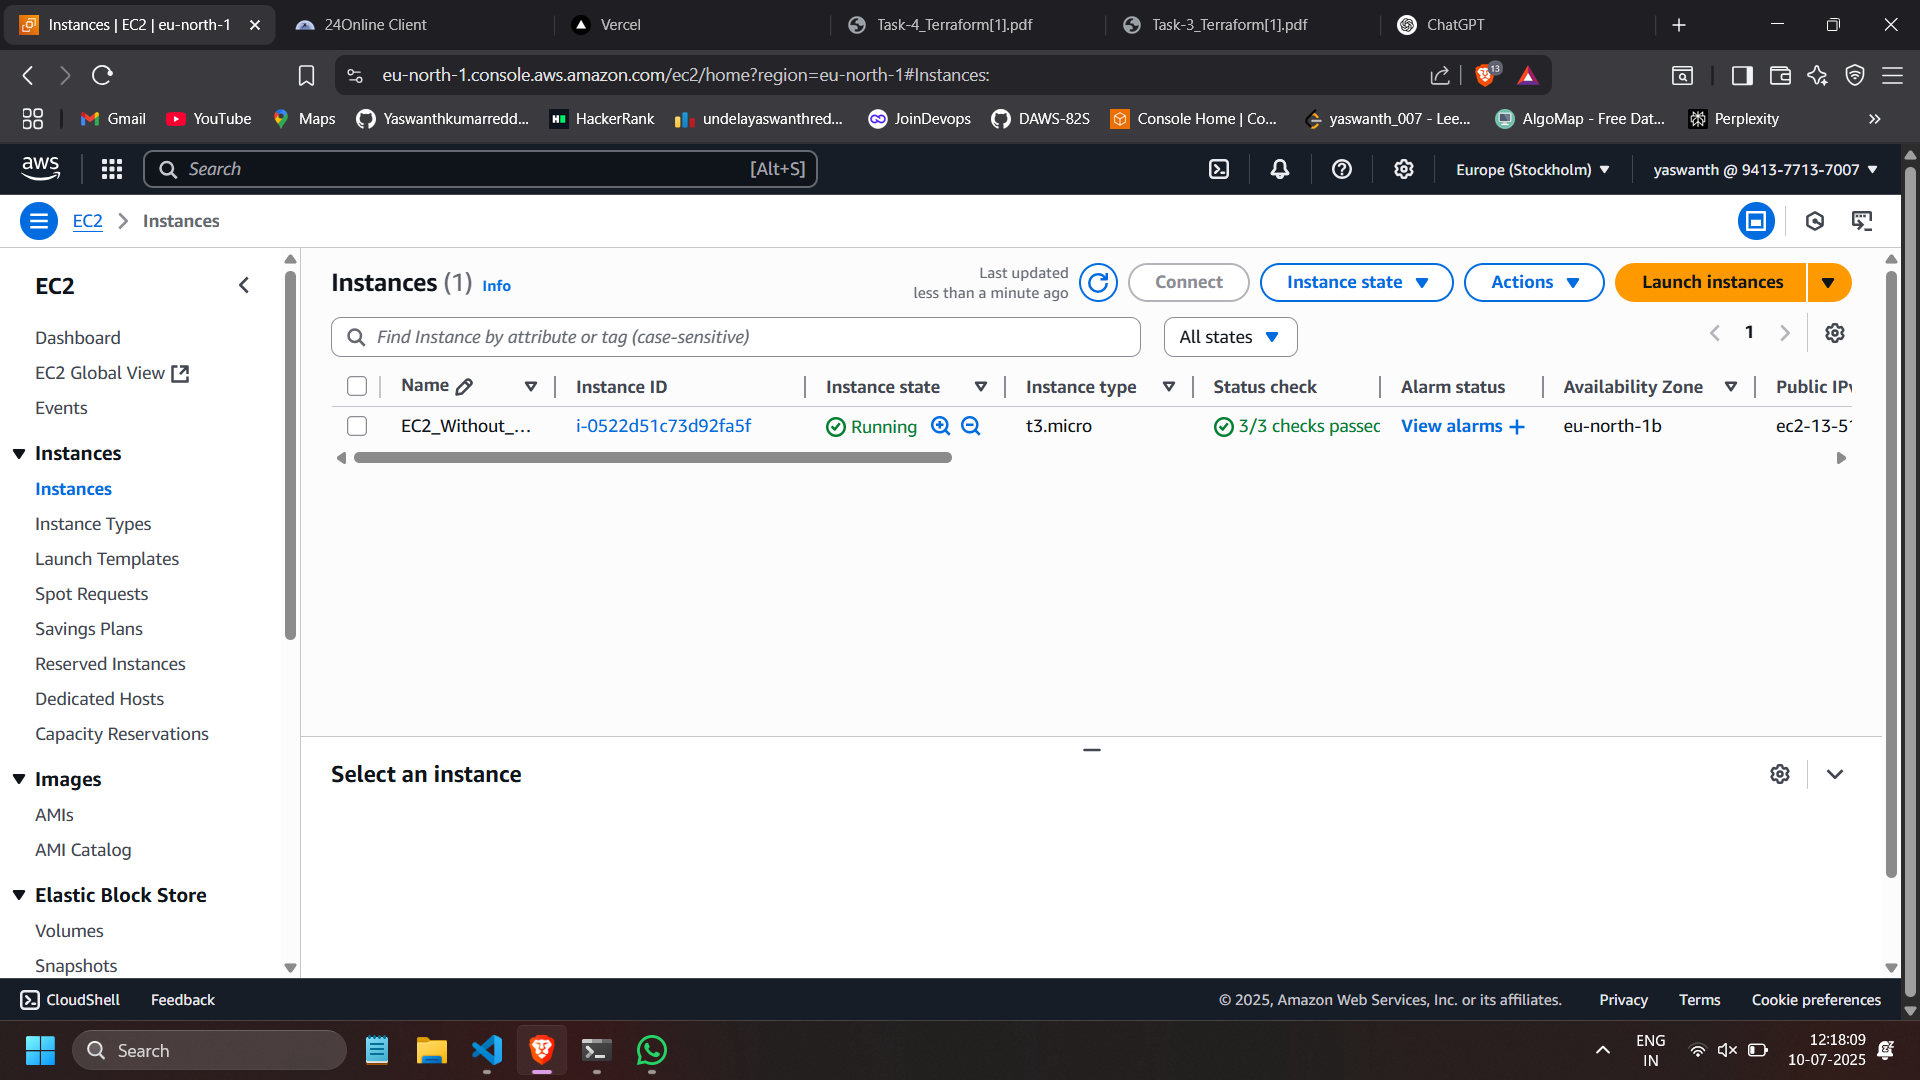 Instances | EC2 | eu-north-1
24Online Client
Vercel
Task-4_Terraform[1].pdf
Task-3_Terraform[1].pdf
ChatGPT
eu-north-1.console.aws.amazon.com/ec2/home?region=eu-north-1#Instances:
13
Gmail
YouTube
Maps
Yaswanthkumarredd...
HackerRank
undelayaswanthred...
JoinDevops
DAWS-82S
Console Home | Co...
yaswanth_007 - Lee...
AlgoMap - Free Dat...
Perplexity
aws
Search
[Alt+S]
Europe (Stockholm)
yaswanth @ 9413-7713-7007
EC2
Instances
EC2
Dashboard
EC2 Global View
Events
Instances
Instances
Instance Types
Launch Templates
Spot Requests
Savings Plans
Reserved Instances
Dedicated Hosts
Capacity Reservations
Images
AMIs
AMI Catalog
Elastic Block Store
Volumes
Snapshots
Instances (1) Info
Last updated
less than a minute ago
Connect
Instance state
Actions
Launch instances
Find Instance by attribute or tag (case-sensitive)
All states
1
Name
Instance ID
Instance state
Instance type
Status check
Alarm status
Availability Zone
Public IPv
EC2_Without_...
i-0522d51c73d92fa5f
Running
t3.micro
3/3 checks passed
View alarms +
eu-north-1b
ec2-13-51
Select an instance
CloudShell
Feedback
© 2025, Amazon Web Services, Inc. or its affiliates.
Privacy
Terms
Cookie preferences
Search
ENG
IN
12:18:09
10-07-2025